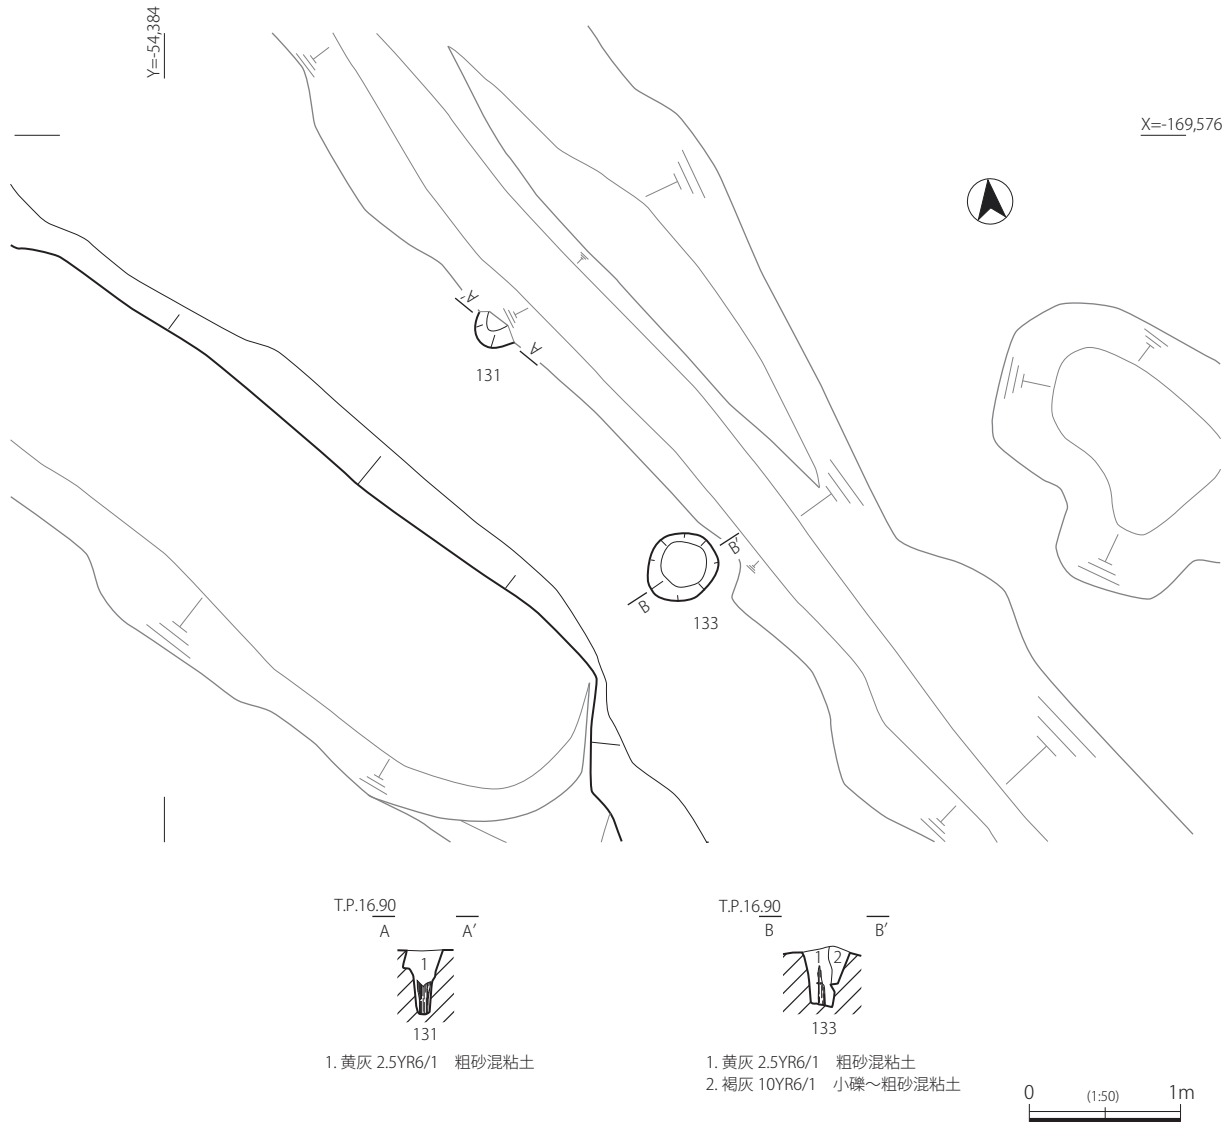 Y=-54,384
X=-169,576
A′
A
131
B′
B
133
T.P.16.90
A
A′
1
131
1. 黄灰 2.5YR6/1　粗砂混粘土
T.P.16.90
B
B′
1
2
133
1. 黄灰 2.5YR6/1　粗砂混粘土
2. 褐灰 10YR6/1　小礫～粗砂混粘土
0
(1:50)
1m